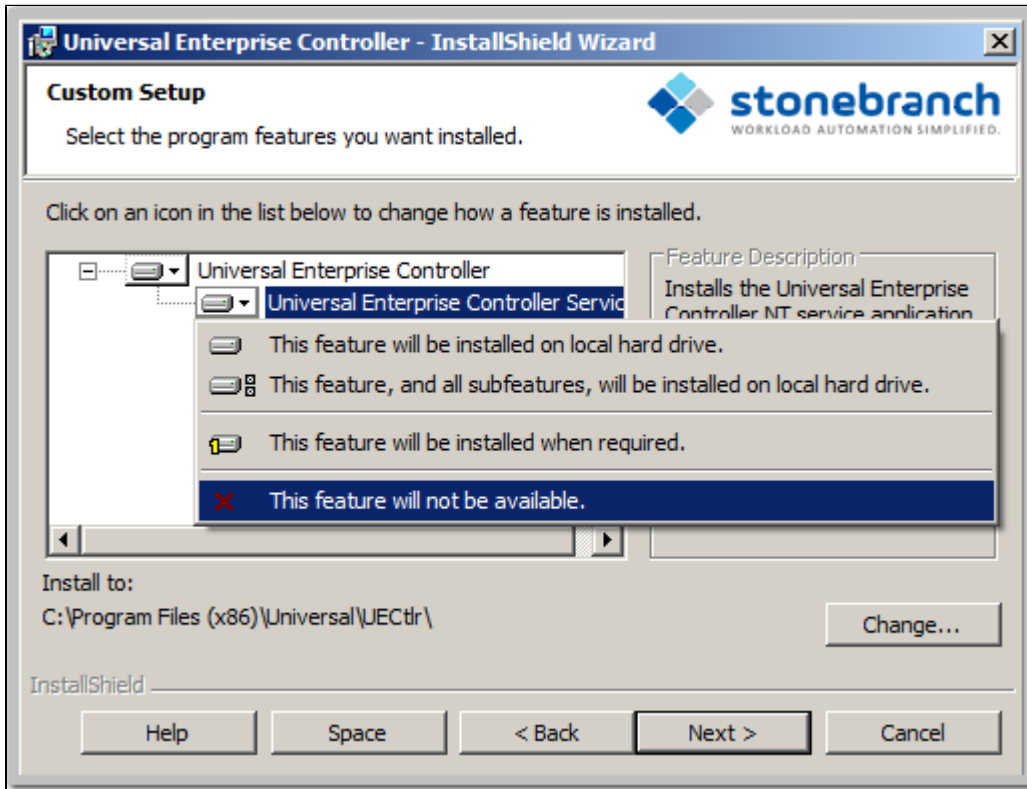 Universal Enterprise Controller - InstallShield Wizard
Custom Setup
Select the program features you want installed.
stonebranch
WORKLOAD AUTOMATION SIMPLIFIED.
Click on an icon in the list below to change how a feature is installed.
Universal Enterprise Controller
Universal Enterprise Controller Servic
Feature Description
Installs the Universal Enterprise
Controller NT service application
This feature will be installed on local hard drive.
This feature, and all subfeatures, will be installed on local hard drive.
This feature will be installed when required.
This feature will not be available.
Install to:
C:\Program Files (x86)\Universal\UECtlr\
Change...
InstallShield
Help
Space
< Back
Next >
Cancel